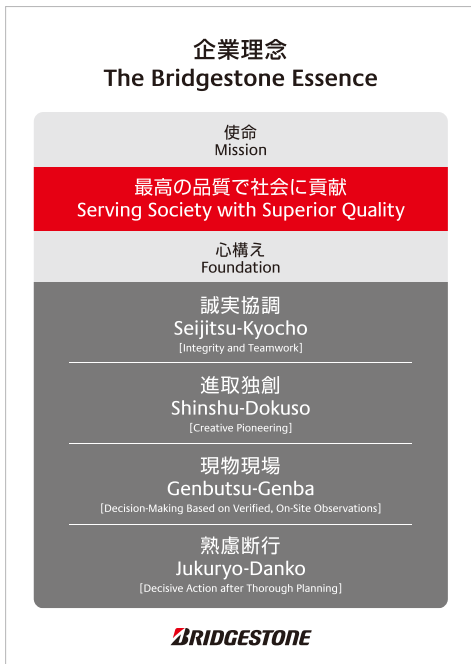 企業理念
The Bridgestone Essence
使命
Mission
最高の品質で社会に貢献
Serving Society with Superior Quality
心構え
Foundation
誠実協調
Seijitsu-Kyocho
[Integrity and Teamwork]
進取独創
Shinshu-Dokuso
[Creative Pioneering]
現物現場
Genbutsu-Genba
[Decision-Making Based on Verified, On-Site Observations]
熟慮断行
Jukuryo-Danko
[Decisive Action after Thorough Planning]
BRIDGESTONE